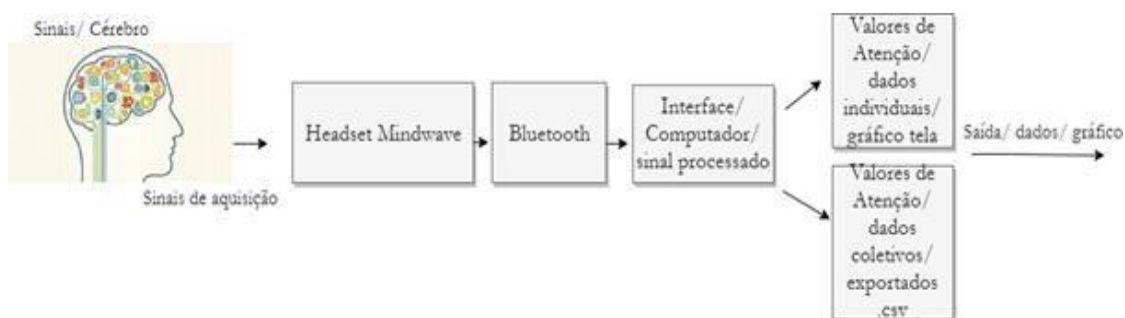 Sinais/ Cérebro
Sinais de aquisição
Headset Mindwave
Bluetooth
Interface/
Computador/
sinal processado
Valores de
Atenção/
dados
individuais/
gráfico tela
Valores de
Atenção/
dados
coletivos/
exportados
.csv
Saída/ dados/ gráfico